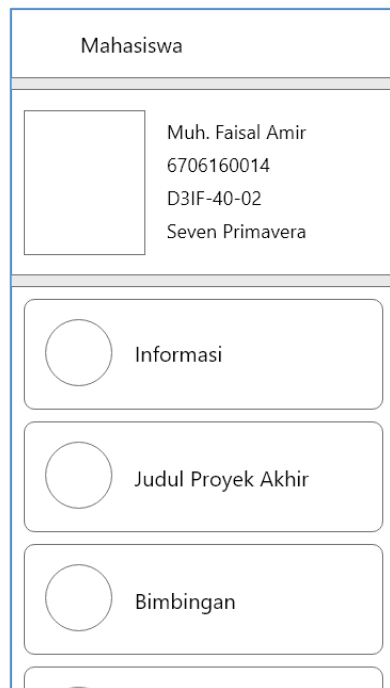 Mahasiswa
Muh. Faisal Amir
6706160014
D3IF-40-02
Seven Primavera
Informasi
Judul Proyek Akhir
Bimbingan